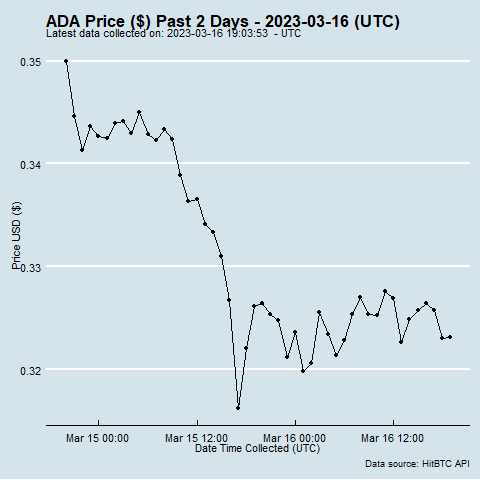 ADA Price ($) Past 2 Days - 2023-03-16 (UTC)
Latest data collected on: 2023-03-16 19:03:53 - UTC
0.35
0.34
0.33
0.32
Price USD ($)
Mar 15 00:00 Mar 15 12:00 Mar 16 00:00 Mar 16 12:00
Date Time Collected (UTC)
Data source: HitBTC API